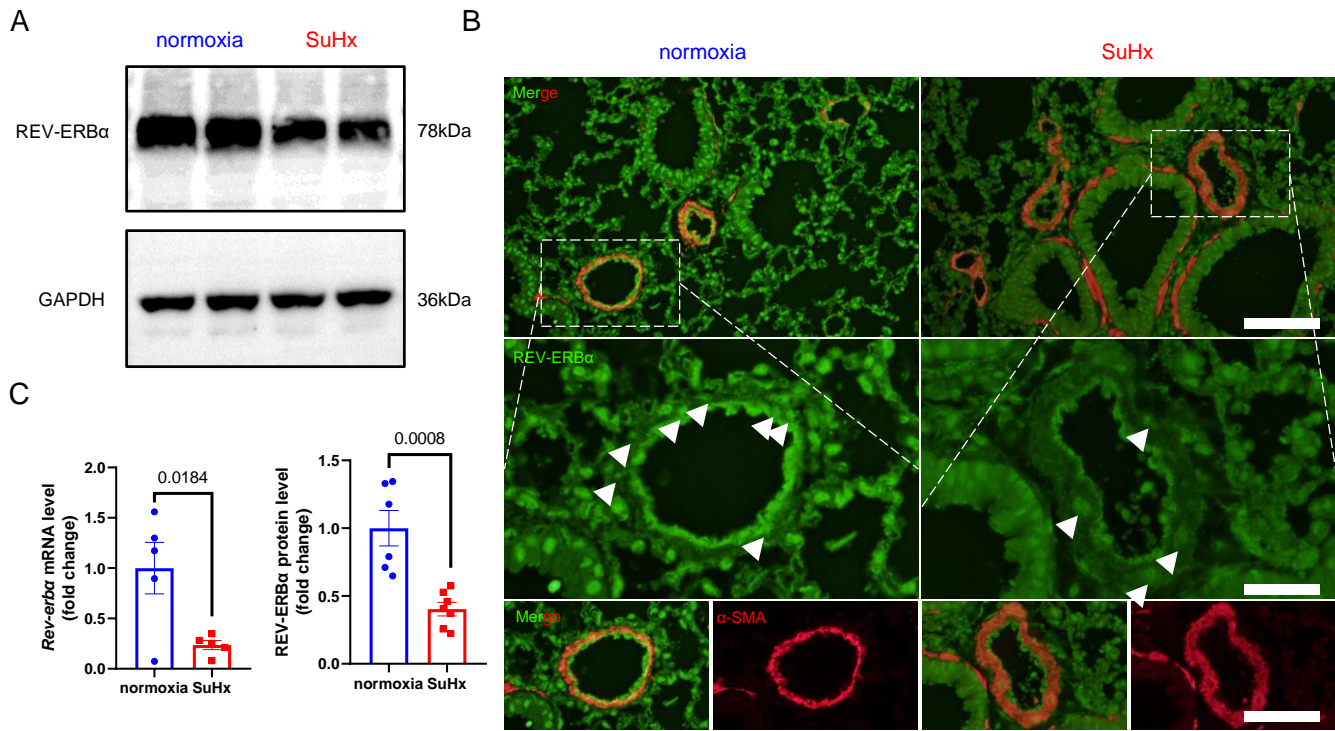 A
normoxia SuHx
REV-ERBα 78kDa
GAPDH 36kDa
B
normoxia SuHx
Merge
REV-ERBα
Merge α-SMA
C
Rev-erbα mRNA level
(fold change)
2.0
1.5
1.0
0.5
0.0
0.0184
normoxia SuHx
REV-ERBα protein level
(fold change)
1.5
1.0
0.5
0.0
0.0008
normoxia SuHx